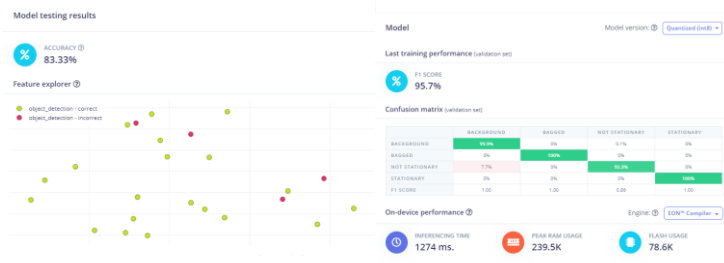 Model testing results
ACCURACY
83.33%
Feature explorer
object_detection - correct
object_detection - incorrect
Model
Model version:
Quantized (int8)
Last training performance (validation set)
F1 SCORE
95.7%
Confusion matrix (validation set)
BACKGROUND BAGGED NOT STATIONARY STATIONARY
BACKGROUND 99.9% 0% 0.1% 0%
BAGGED 0% 100% 0% 0%
NOT STATIONARY 7.7% 0% 92.3% 0%
STATIONARY 0% 0% 0% 100%
F1 SCORE 1.00 1.00 0.89 1.00
On-device performance
Engine:
EON™ Compiler
INFERENCING TIME
1274 ms.
PEAK RAM USAGE
239.5K
FLASH USAGE
78.6K